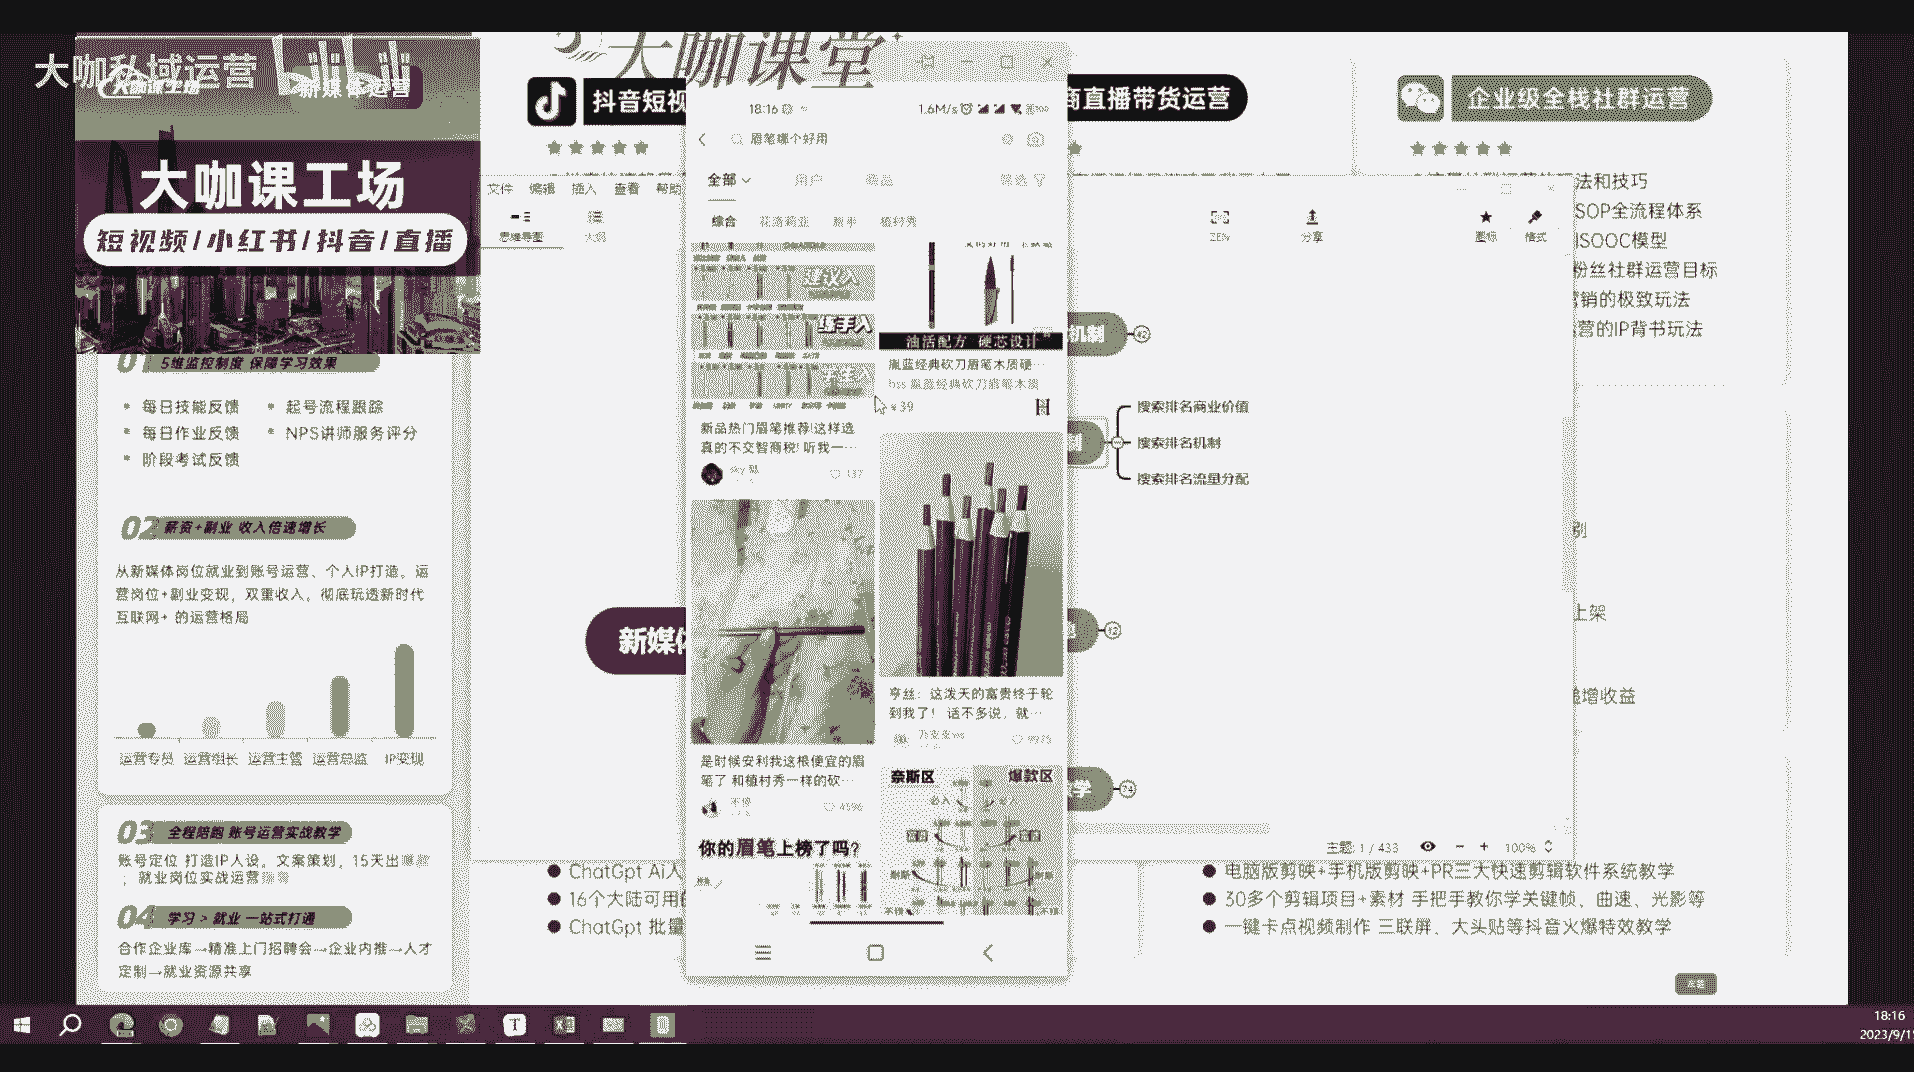 大咖私域运营
大咖课工场
新媒体运营
大咖课工场
短视频/小红书/抖音/直播
01 5维监控制度 保障学习效果
每日技能反馈
起号流程跟踪
每日作业反馈
NPS讲师服务评分
阶段考试反馈
02 薪资+副业 收入倍速增长
从新媒体岗位就业到账号运营、个人IP打造。运
营岗位+副业变现，双重收入，彻底玩透新时代
互联网+ 的运营格局
运营专员 运营组长 运营主管 运营总监 IP变现
03 全程陪跑 账号运营实战教学
账号定位 打造IP人设。文案策划，15天出
；就业岗位实战运营
04 学习 > 就业 一站式打通
合作企业库→精准上门招聘会→企业内推→人才
定制→就业资源共享
大咖课堂
抖音短视
商直播带货运营
企业级全栈社群运营
法和技巧
SOP全流程体系
ISOOC模型
粉丝社群运营目标
营销的极致玩法
营的IP背书玩法
文件 编辑 插入 查看 帮助
思维导图 大纲
ZEN 分享 图标 格式
新媒体
机制 42
制
搜索排名商业价值
搜索排名机制
搜索排名流量分配
12
学 74
别
上架
递增收益
主题: 1 / 433
100%
18:16
1.6M/s
100
眉笔哪个好用
全部 用户 商品 筛选
综合 花洛莉亚 新手 植村秀
建议入
练手入
油活配方 硬芯设计
胤蓝经典砍刀眉笔木质硬…
bss 胤蓝经典砍刀眉笔木质
¥39
新品热门眉笔推荐!这样选
真的不交智商税! 听我一…
137
亨丝：这泼天的富贵终于轮
到我了！ 话不多说，就…
9975
是时候安利我这根便宜的眉
笔了 和植村秀一样的砍…
4596
奈斯区 爆款区
你的眉笔上榜了吗?
ChatGpt Ai人
16个大陆可用
ChatGpt 批量
电脑版剪映+手机版剪映+PR三大快速剪辑软件系统教学
30多个剪辑项目+素材 手把手教你学关键帧、曲速、光影等
一键卡点视频制作 三联屏、大头贴等抖音火爆特效教学
18:16
2023/9/1